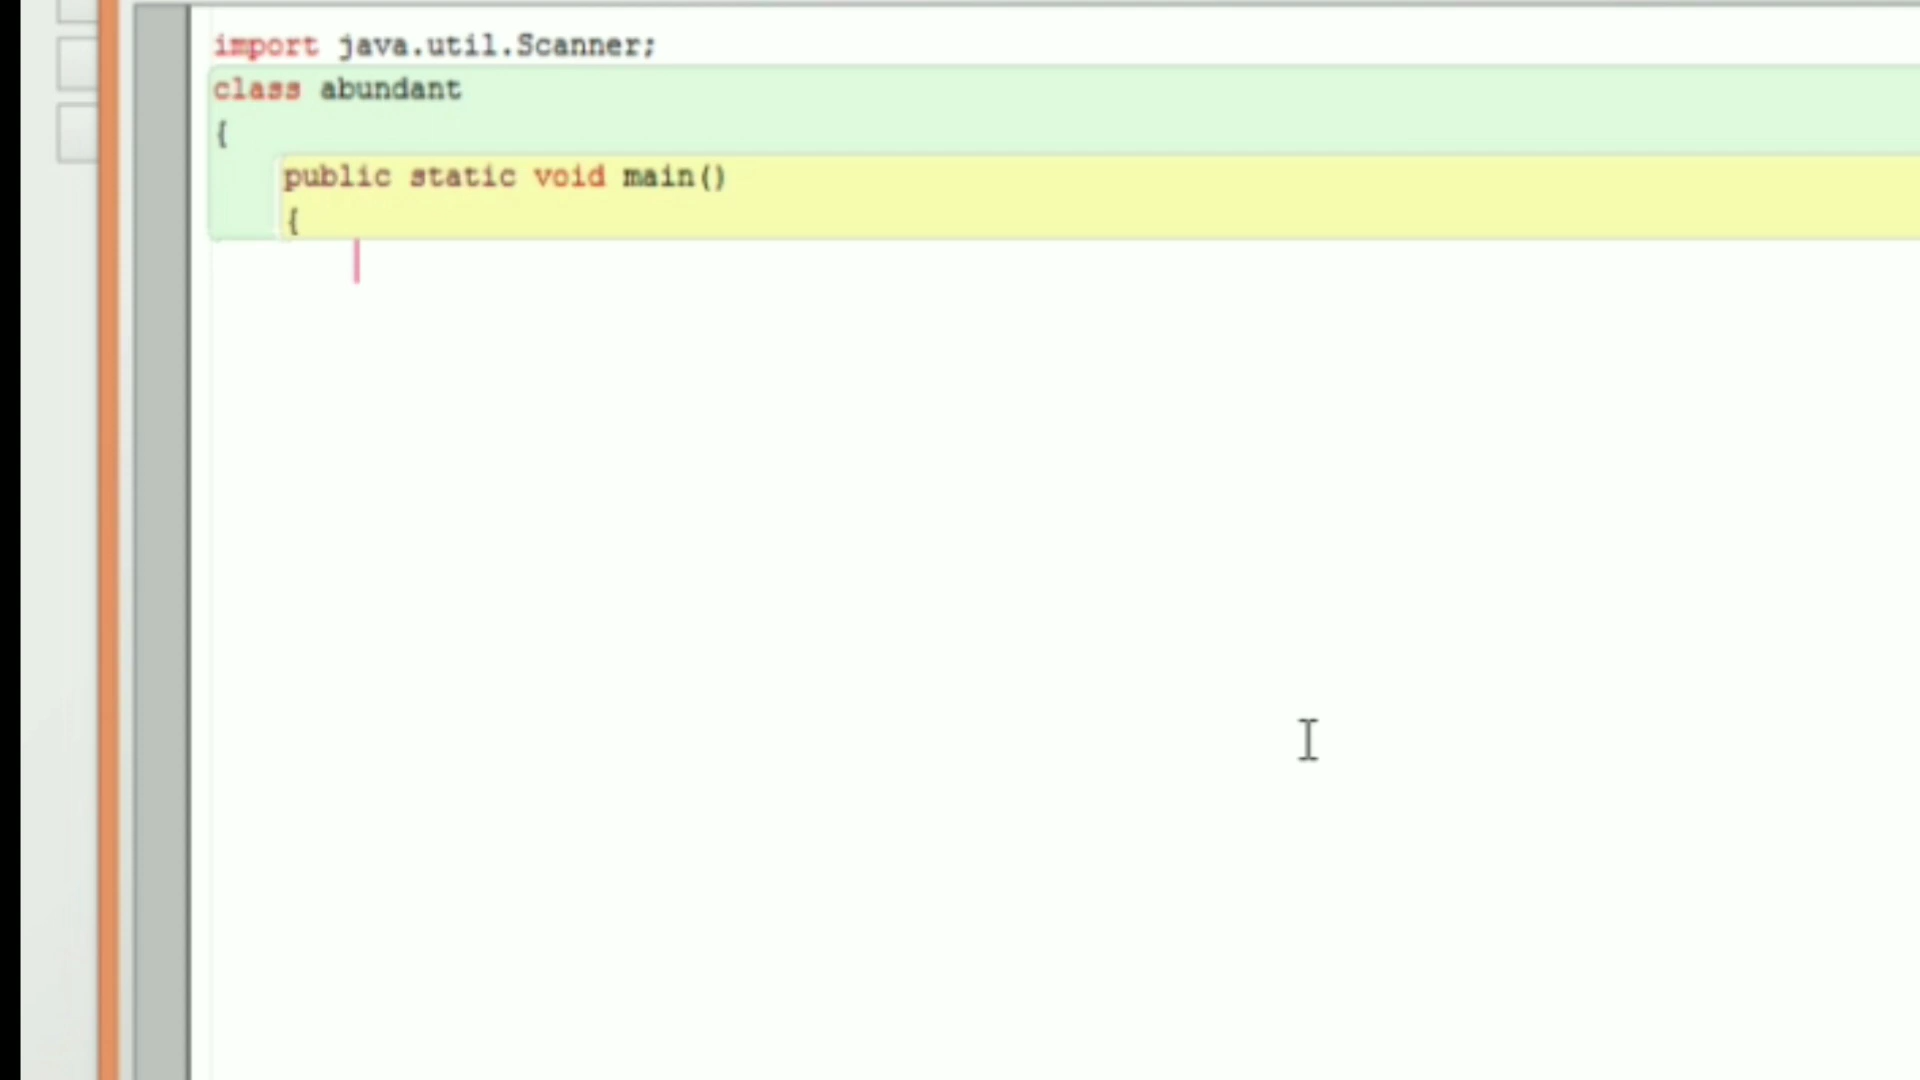 import java.util.Scanner;
class abundant
{
public static void main()
{